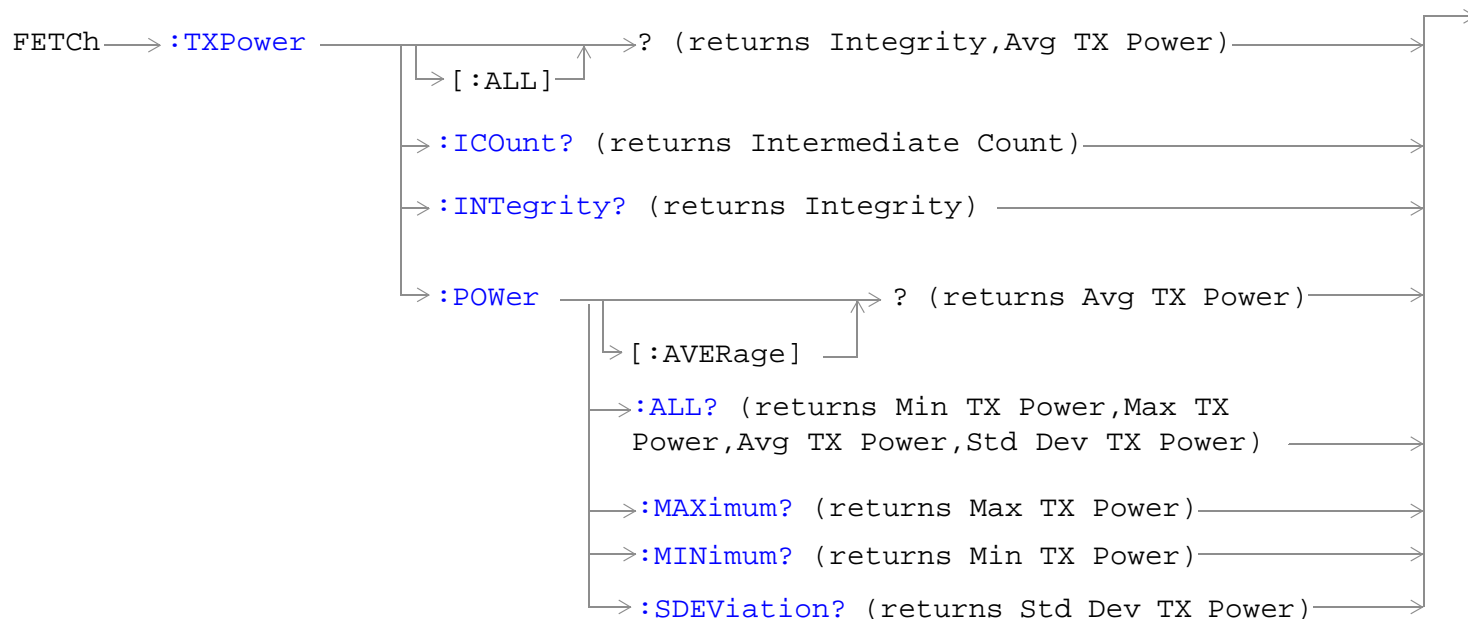 FETCh :TXPower ? (returns Integrity,Avg TX Power)
[:ALL]
:ICOunt? (returns Intermediate Count)
:INTegrity? (returns Integrity)
:POWer ? (returns Avg TX Power)
[:AVERage]
:ALL? (returns Min TX Power,Max TX
Power,Avg TX Power,Std Dev TX Power)
:MAXimum? (returns Max TX Power)
:MINimum? (returns Min TX Power)
:SDEViation? (returns Std Dev TX Power)